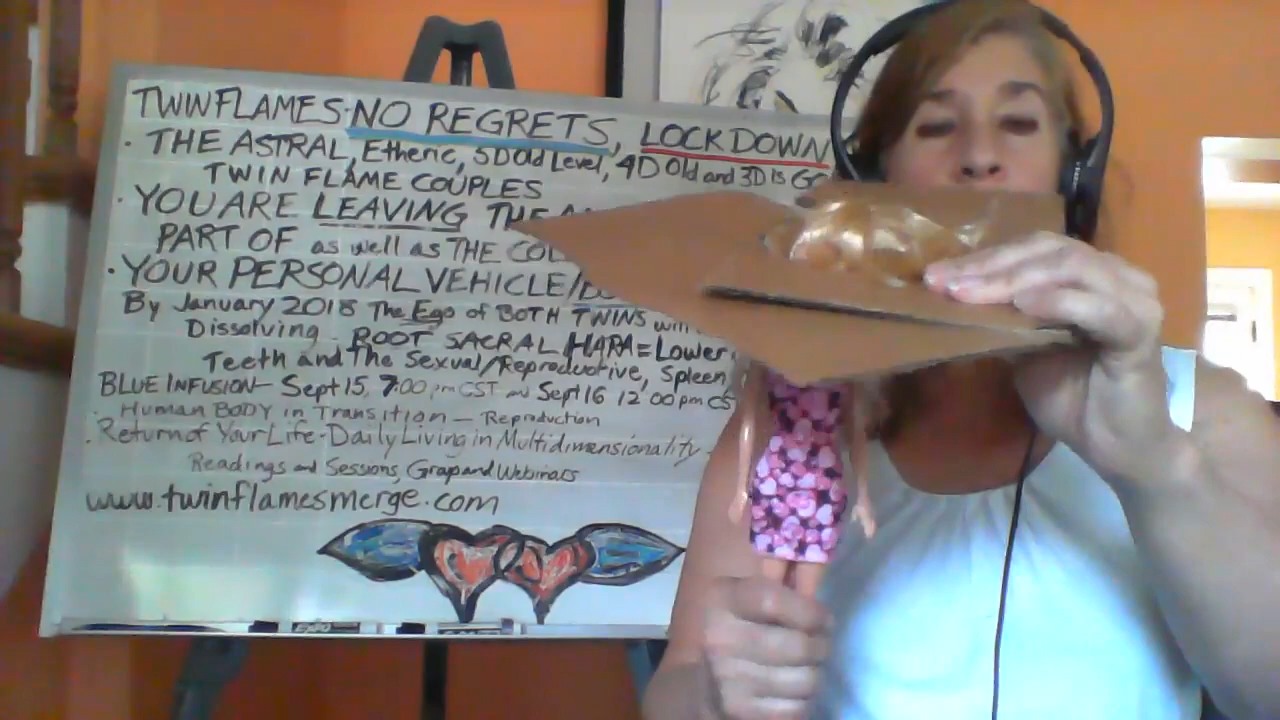 TWINFLAMES·NO REGRETS, LOCKDOWN
· THE ASTRAL, Etheric, 5D Old Level, 4D Old and 3D is
TWIN FLAME COUPLES
· YOU ARE LEAVING THE
PART OF as well as THE
· YOUR PERSONAL VEHICLE/
By January 2018 The Ego of BOTH TWINS
Dissolving. ROOT SACRAL HARA = Lower
Teeth and The Sexual/Reproductive, Spleen,
BLUE INFUSION- Sept 15, 7:00 pm CST and Sept 16 12:00 pm
· Human BODY in Transition — Reproduction
· Return of Your Life - Daily Living in Multidimensionality -
Readings and Sessons, Group and Webinars
www.twinflamesmerge.com
EXPO